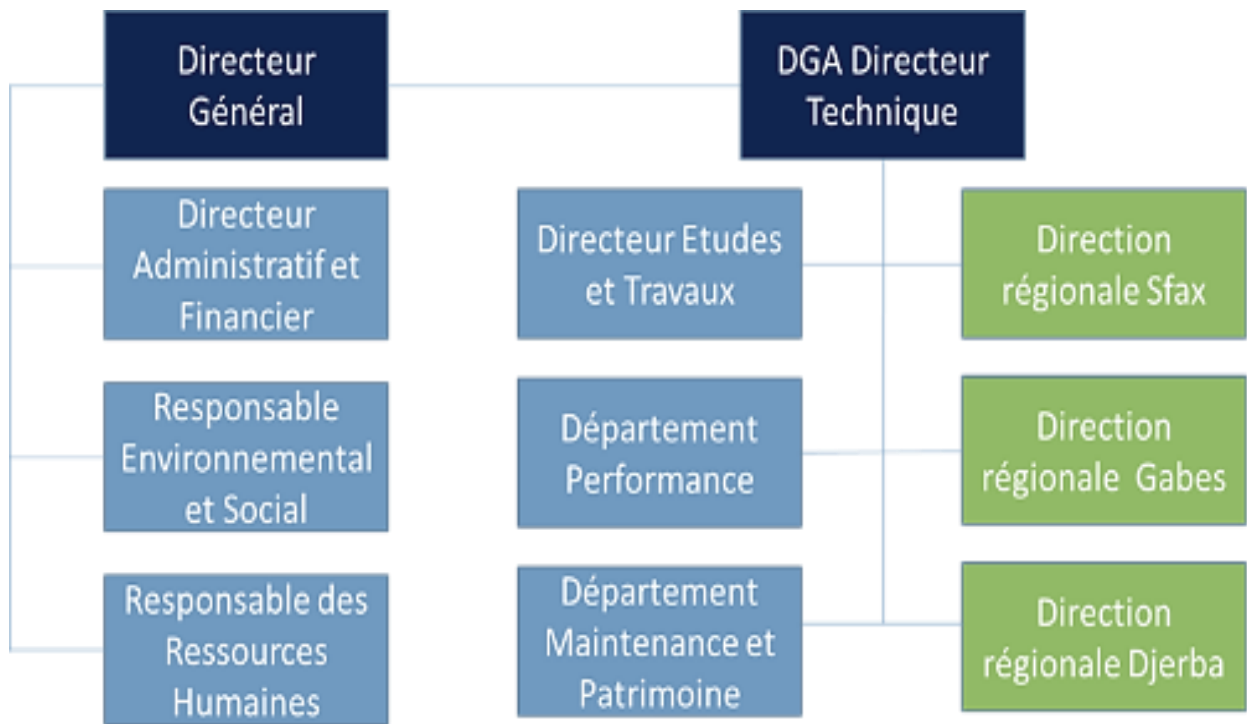 Directeur
Général
DGA Directeur
Technique
Directeur
Administratif et
Financier
Directeur Etudes
et Travaux
Direction
régionale Sfax
Responsable
Environnemental
et Social
Département
Performance
Direction
régionale Gabes
Responsable des
Ressources
Humaines
Département
Maintenance et
Patrimoine
Direction
régionale Djerba